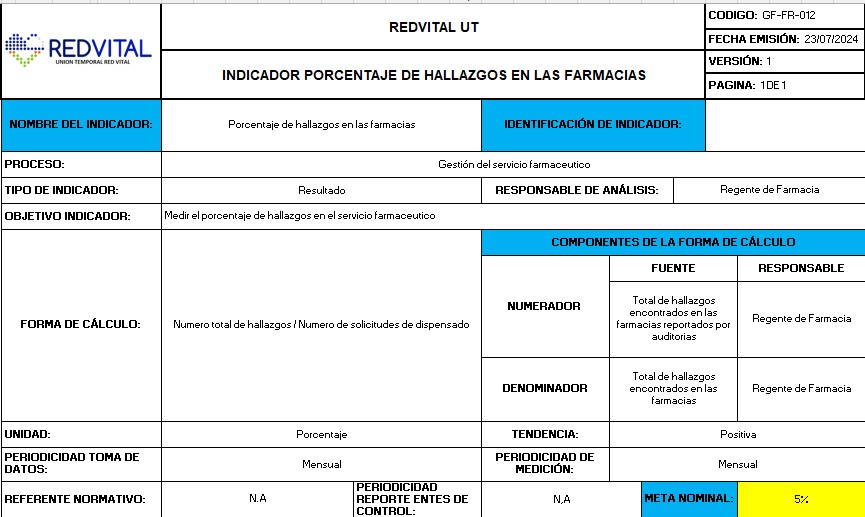 REDVITAL
UNION TEMPORAL RED VITAL
REDVITAL UT
INDICADOR PORCENTAJE DE HALLAZGOS EN LAS FARMACIAS
CODIGO: GF-FR-012
FECHA EMISIÓN: 23/07/2024
VERSIÓN: 1
PAGINA: 1DE1
NOMBRE DEL INDICADOR:
Porcentaje de hallazgos en las farmacias
IDENTIFICACIÓN DE INDICADOR:
PROCESO:
Gestión del servicio farmaceutico
TIPO DE INDICADOR:
Resultado
RESPONSABLE DE ANÁLISIS:
Regente de Farmacia
OBJETIVO INDICADOR:
Medir el porcentaje de hallazgos en el servicio farmaceutico
FORMA DE CÁLCULO:
Numero total de hallazgos / Numero de solicitudes de dispensado
COMPONENTES DE LA FORMA DE CÁLCULO
FUENTE
RESPONSABLE
NUMERADOR
Total de hallazgos
encontrados en las
farmacias reportados por
auditorias
Regente de Farmacia
DENOMINADOR
Total de hallazgos
encontrados en las
farmacias
Regente de Farmacia
UNIDAD:
Porcentaje
TENDENCIA:
Positiva
PERIODICIDAD TOMA DE
DATOS:
Mensual
PERIODICIDAD DE
MEDICIÓN:
Mensual
REFERENTE NORMATIVO:
N.A
PERIODICIDAD
REPORTE ENTES DE
CONTROL:
N,A
META NOMINAL:
5%